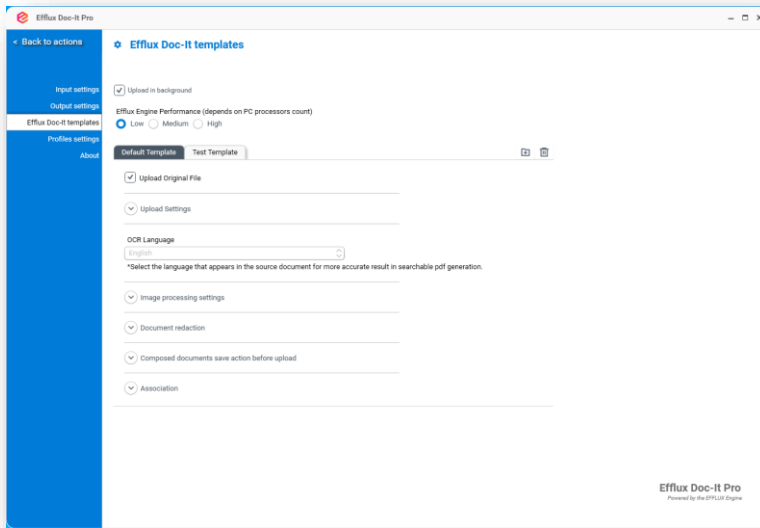 Efflux Doc-It Pro
< Back to actions
Efflux Doc-It templates
Input settings
Output settings
Efflux Doc-It templates
Profiles settings
About
Upload in background
Efflux Engine Performance (depends on PC processors count)
Low Medium High
Default Template Test Template
Upload Original File
Upload Settings
OCR Language
English
*Select the language that appears in the source document for more accurate result in searchable pdf generation.
Image processing settings
Document redaction
Composed documents save action before upload
Association
Efflux Doc-It Pro
Powered by the EFFLUX Engine